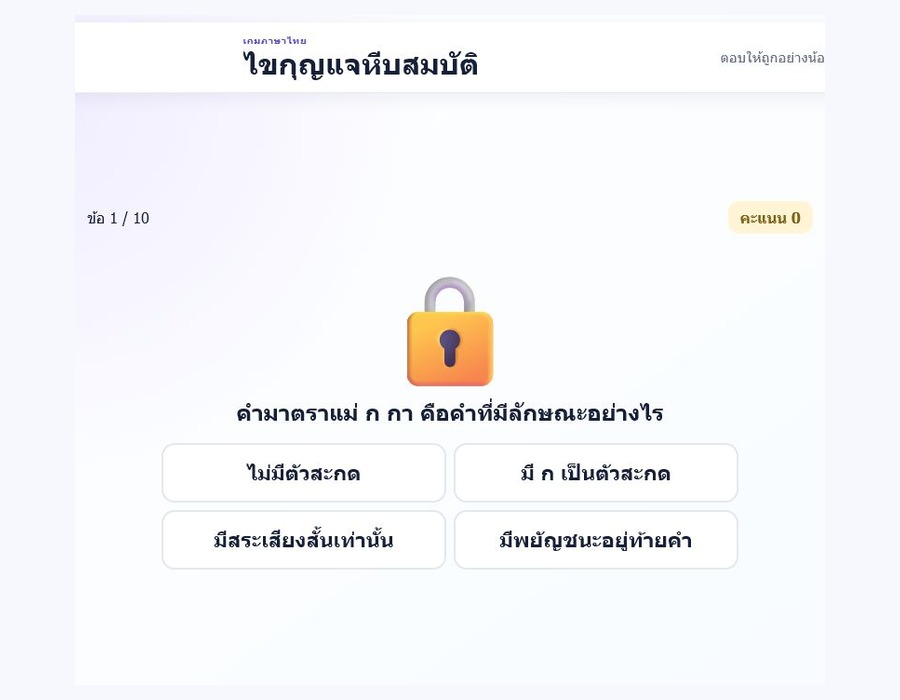 เกมภาษาไทย
ไขกุญแจหีบสมบัติ
ตอบให้ถูกอย่างน้อ
ข้อ 1 / 10
คะแนน 0
คำมาตราแม่ ก กา คือคำที่มีลักษณะอย่างไร
ไม่มีตัวสะกด
มี ก เป็นตัวสะกด
มีสระเสียงสั้นเท่านั้น
มีพยัญชนะอยู่ท้ายคำ